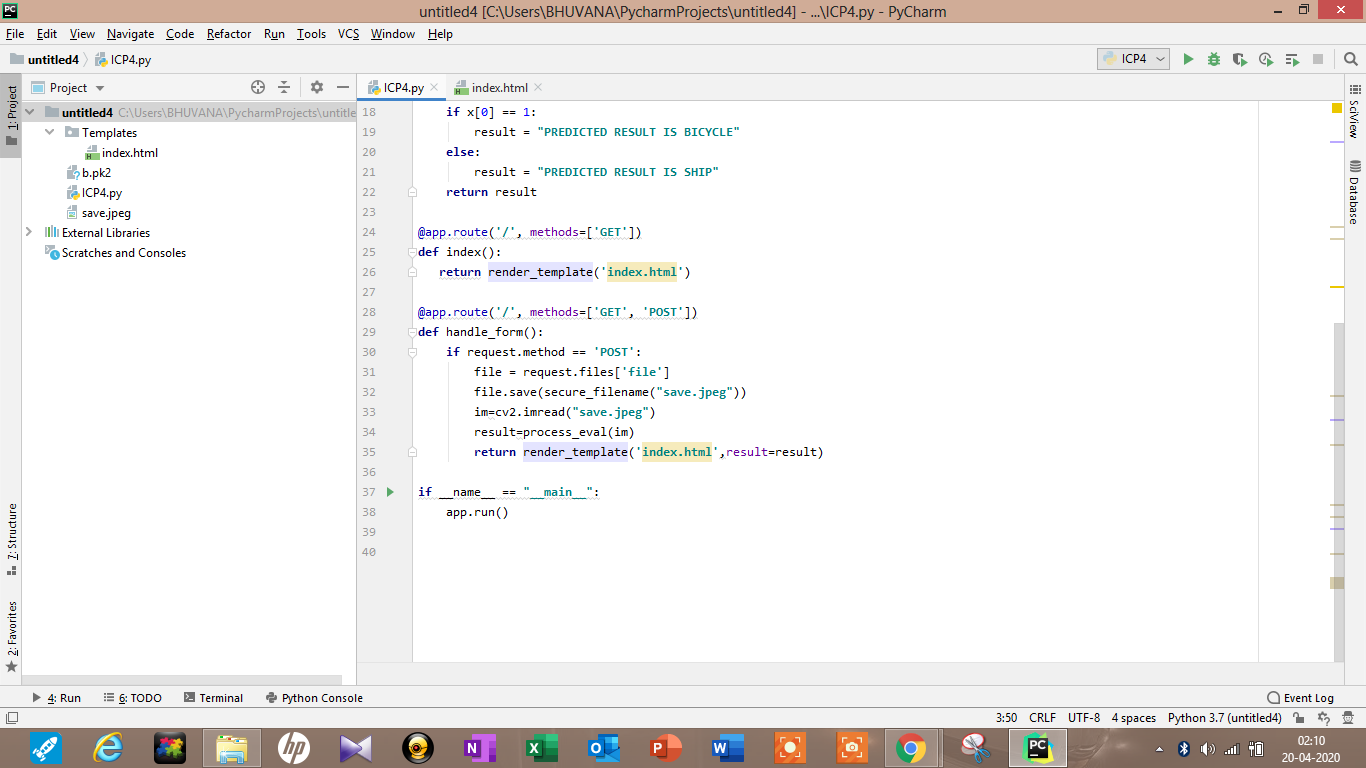 untitled4 [C:\Users\BHUVANA\PycharmProjects\untitled4] - ...\ICP4.py - PyCharm
File Edit View Navigate Code Refactor Run Tools VCS Window Help
untitled4 ICP4.py
ICP4
Project
ICP4.py
index.html
1: Project
untitled4 C:\Users\BHUVANA\PycharmProjects\untitle
Templates
index.html
b.pk2
ICP4.py
save.jpeg
External Libraries
Scratches and Consoles
18 if x[0] == 1:
19 result = "PREDICTED RESULT IS BICYCLE"
20 else:
21 result = "PREDICTED RESULT IS SHIP"
22 return result
23
24 @app.route('/', methods=['GET'])
25 def index():
26 return render_template('index.html')
27
28 @app.route('/', methods=['GET', 'POST'])
29 def handle_form():
30 if request.method == 'POST':
31 file = request.files['file']
32 file.save(secure_filename("save.jpeg"))
33 im=cv2.imread("save.jpeg")
34 result=process_eval(im)
35 return render_template('index.html',result=result)
36
37 if __name__ == "__main__":
38 app.run()
39
40
SciView
Database
7: Structure
2: Favorites
4: Run 6: TODO Terminal Python Console Event Log
3:50 CRLF UTF-8 4 spaces Python 3.7 (untitled4)
hp
N
X
O
P
W
PC
02:10
20-04-2020